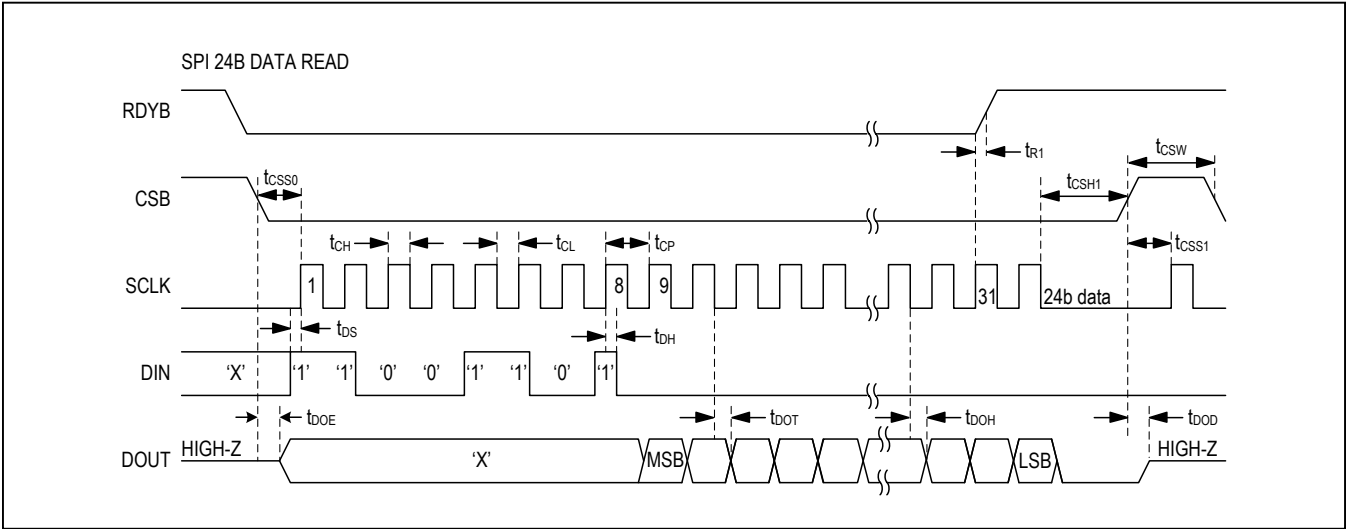 SPI 24B DATA READ
RDYB
tR1
tCSW
CSB
tCSS0
tCSH1
tCH
tCL
tCP
tCSS1
SCLK
1
8
9
31
24b data
tDS
tDH
DIN
‘X’
‘1’
‘1’
‘0’
‘0’
‘1’
‘1’
‘0’
‘1’
tDOE
tDOT
tDOH
tDOD
DOUT
HIGH-Z
‘X’
MSB
LSB
HIGH-Z